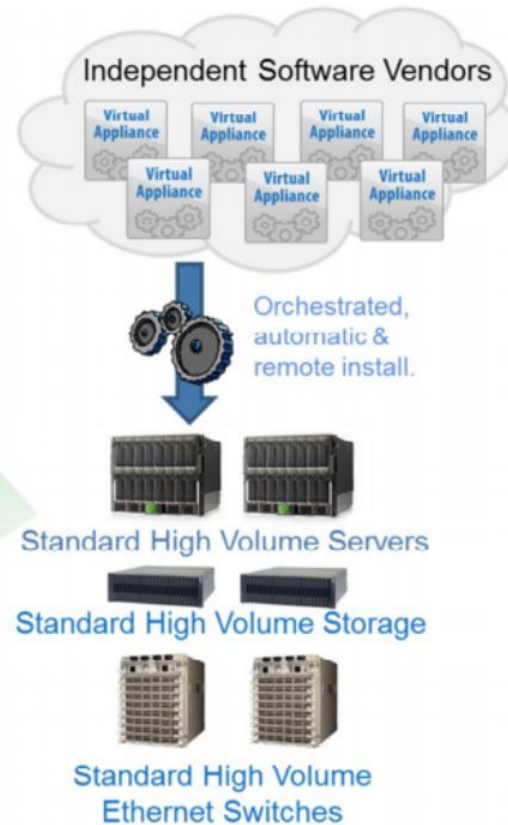 Independent Software Vendors
Virtual
Appliance
Virtual
Appliance
Virtual
Appliance
Virtual
Appliance
Virtual
Appliance
Virtual
Appliance
Virtual
Appliance
Orchestrated,
automatic &
remote install.
Standard High Volume Servers
Standard High Volume Storage
Standard High Volume
Ethernet Switches